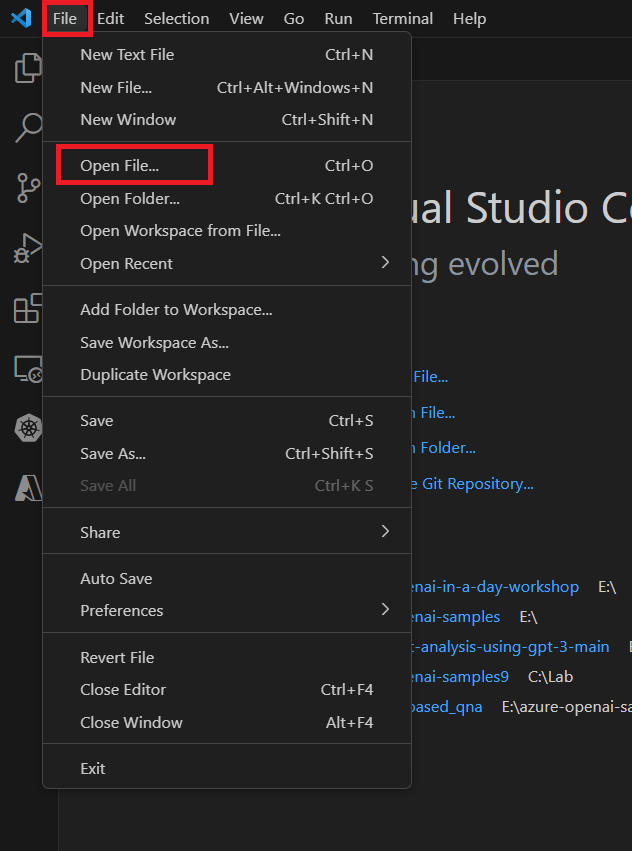 File Edit Selection View Go Run Terminal Help
New Text File Ctrl+N
New File... Ctrl+Alt+Windows+N
New Window Ctrl+Shift+N
Open File... Ctrl+O
Open Folder... Ctrl+K Ctrl+O
Open Workspace from File...
Open Recent
Add Folder to Workspace...
Save Workspace As...
Duplicate Workspace
Save Ctrl+S
Save As... Ctrl+Shift+S
Save All Ctrl+K S
Share
Auto Save
Preferences
Revert File
Close Editor Ctrl+F4
Close Window Alt+F4
Exit
ual Studio Co
ng evolved
File...
n File...
n Folder...
e Git Repository...
enai-in-a-day-workshop E:\
enai-samples E:\
t-analysis-using-gpt-3-main E
enai-samples9 C:\Lab
based_qna E:\azure-openai-sa